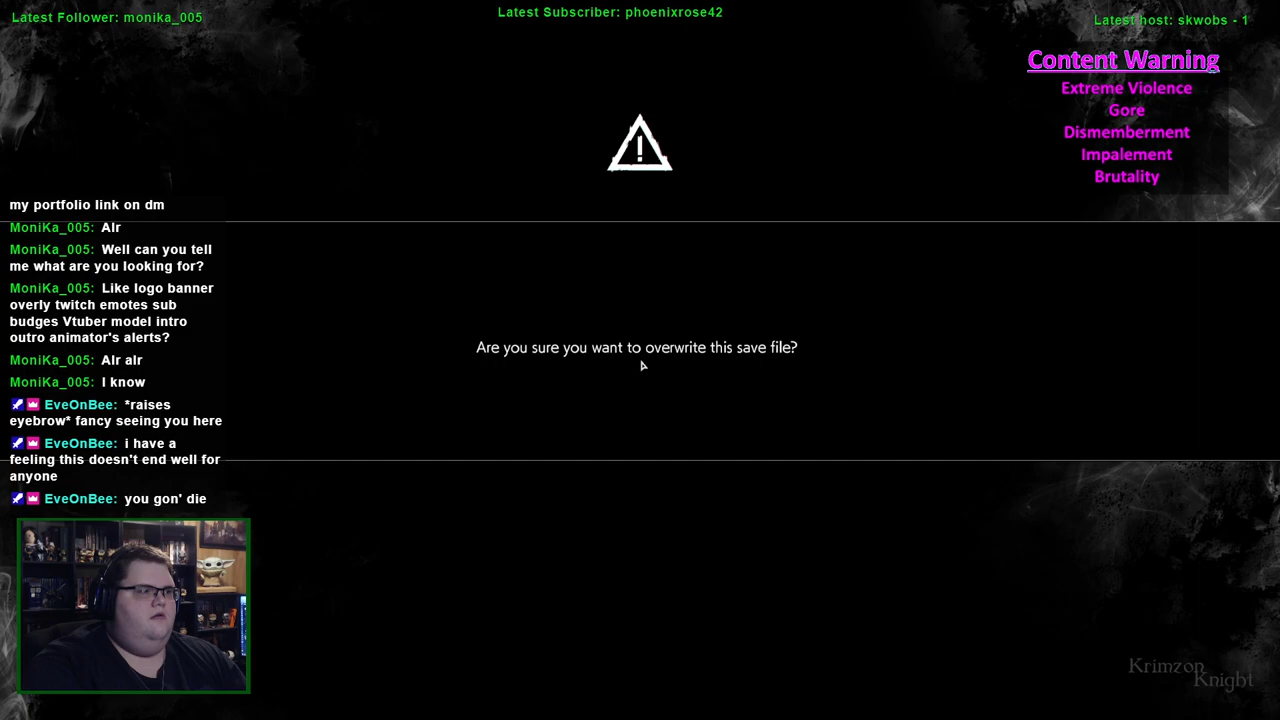 Latest Follower: monika_005
Latest Subscriber: phoenixrose42
Latest host: skwobs - 1
Content Warning
Extreme Violence
Gore
Dismemberment
Impalement
Brutality
my portfolio link on dm
MoniKa_005: Alr
MoniKa_005: Well can you tell
me what are you looking for?
MoniKa_005: Like logo banner
overly twitch emotes sub
budges Vtuber model intro
outro animator's alerts?
MoniKa_005: Alr alr
MoniKa_005: I know
EveOnBee: *raises
eyebrow* fancy seeing you here
EveOnBee: i have a
feeling this doesn't end well for
anyone
EveOnBee: you gon' die
Are you sure you want to overwrite this save file?
Krimzon
Knight